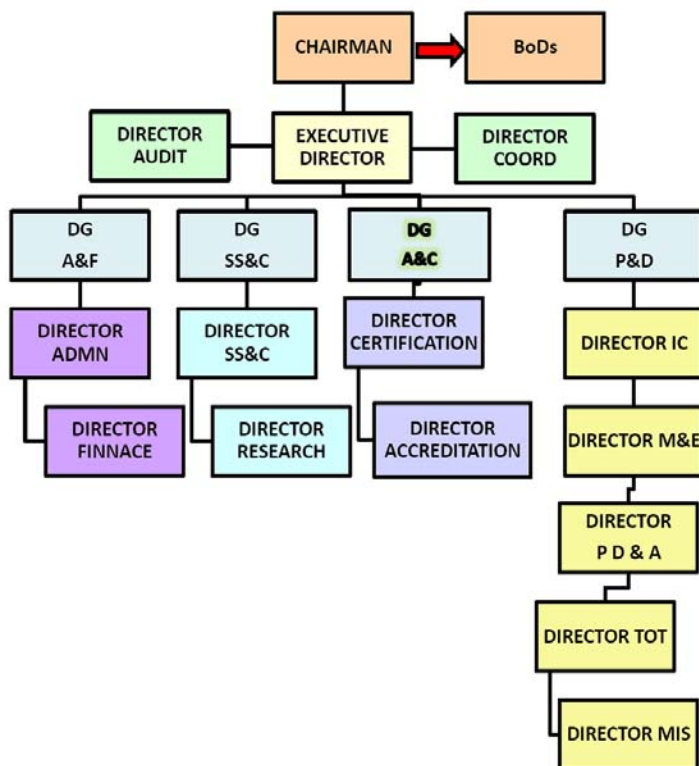 CHAIRMAN
BoDs
DIRECTOR
AUDIT
EXECUTIVE
DIRECTOR
DIRECTOR
COORD
DG
A&F
DG
SS&C
DG
A&C
DG
P&D
DIRECTOR
ADMN
DIRECTOR
SS&C
DIRECTOR
CERTIFICATION
DIRECTOR IC
DIRECTOR
FINNACE
DIRECTOR
RESEARCH
DIRECTOR
ACCREDITATION
DIRECTOR M&E
DIRECTOR
P D & A
DIRECTOR TOT
DIRECTOR MIS